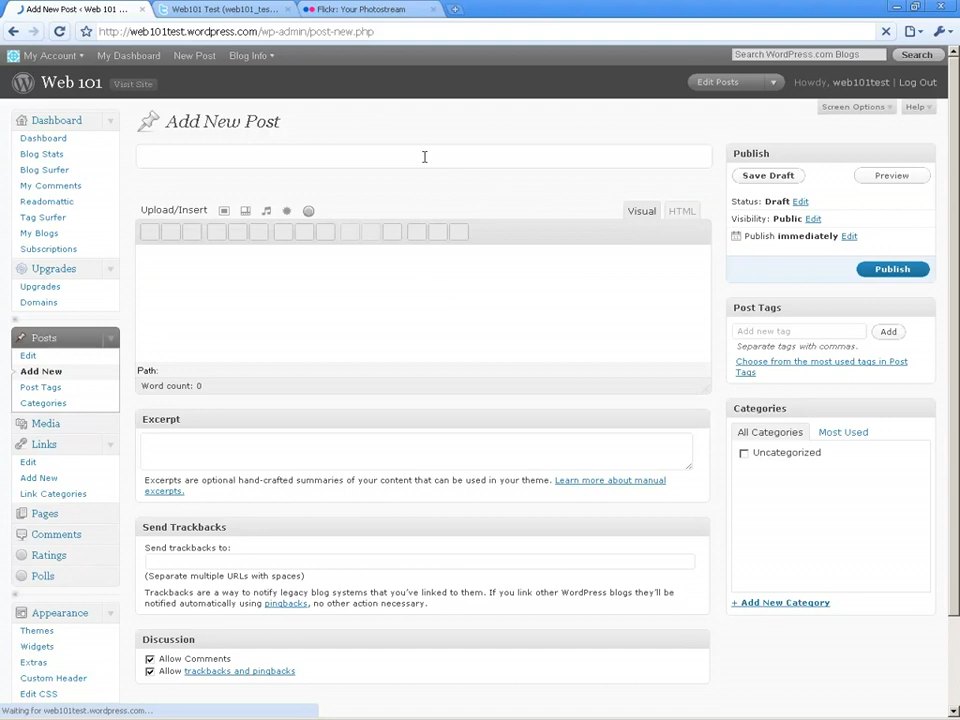 Add New Post ‹ Web 101 ...
Web101 Test (web101_tes...
Flickr: Your Photostream
http://web101test.wordpress.com/wp-admin/post-new.php
My Account
My Dashboard
New Post
Blog Info
Search WordPress.com Blogs
Search
Web 101
Visit Site
Edit Posts
Howdy, web101test | Log Out
Screen Options
Help
Dashboard
Dashboard
Blog Stats
Blog Surfer
My Comments
Readomattic
Tag Surfer
My Blogs
Subscriptions
Upgrades
Upgrades
Domains
Posts
Edit
Add New
Post Tags
Categories
Media
Links
Edit
Add New
Link Categories
Pages
Comments
Ratings
Polls
Appearance
Themes
Widgets
Extras
Custom Header
Edit CSS
Add New Post
Upload/Insert
Visual
HTML
Path:
Word count: 0
Excerpt
Excerpts are optional hand-crafted summaries of your content that can be used in your theme. Learn more about manual
excerpts.
Send Trackbacks
Send trackbacks to:
(Separate multiple URLs with spaces)
Trackbacks are a way to notify legacy blog systems that you've linked to them. If you link other WordPress blogs they'll be
notified automatically using pingbacks, no other action necessary.
Discussion
Allow Comments
Allow trackbacks and pingbacks
Publish
Save Draft
Preview
Status: Draft Edit
Visibility: Public Edit
Publish immediately Edit
Publish
Post Tags
Add new tag
Add
Separate tags with commas.
Choose from the most used tags in Post
Tags
Categories
All Categories
Most Used
Uncategorized
+ Add New Category
Waiting for web101test.wordpress.com...